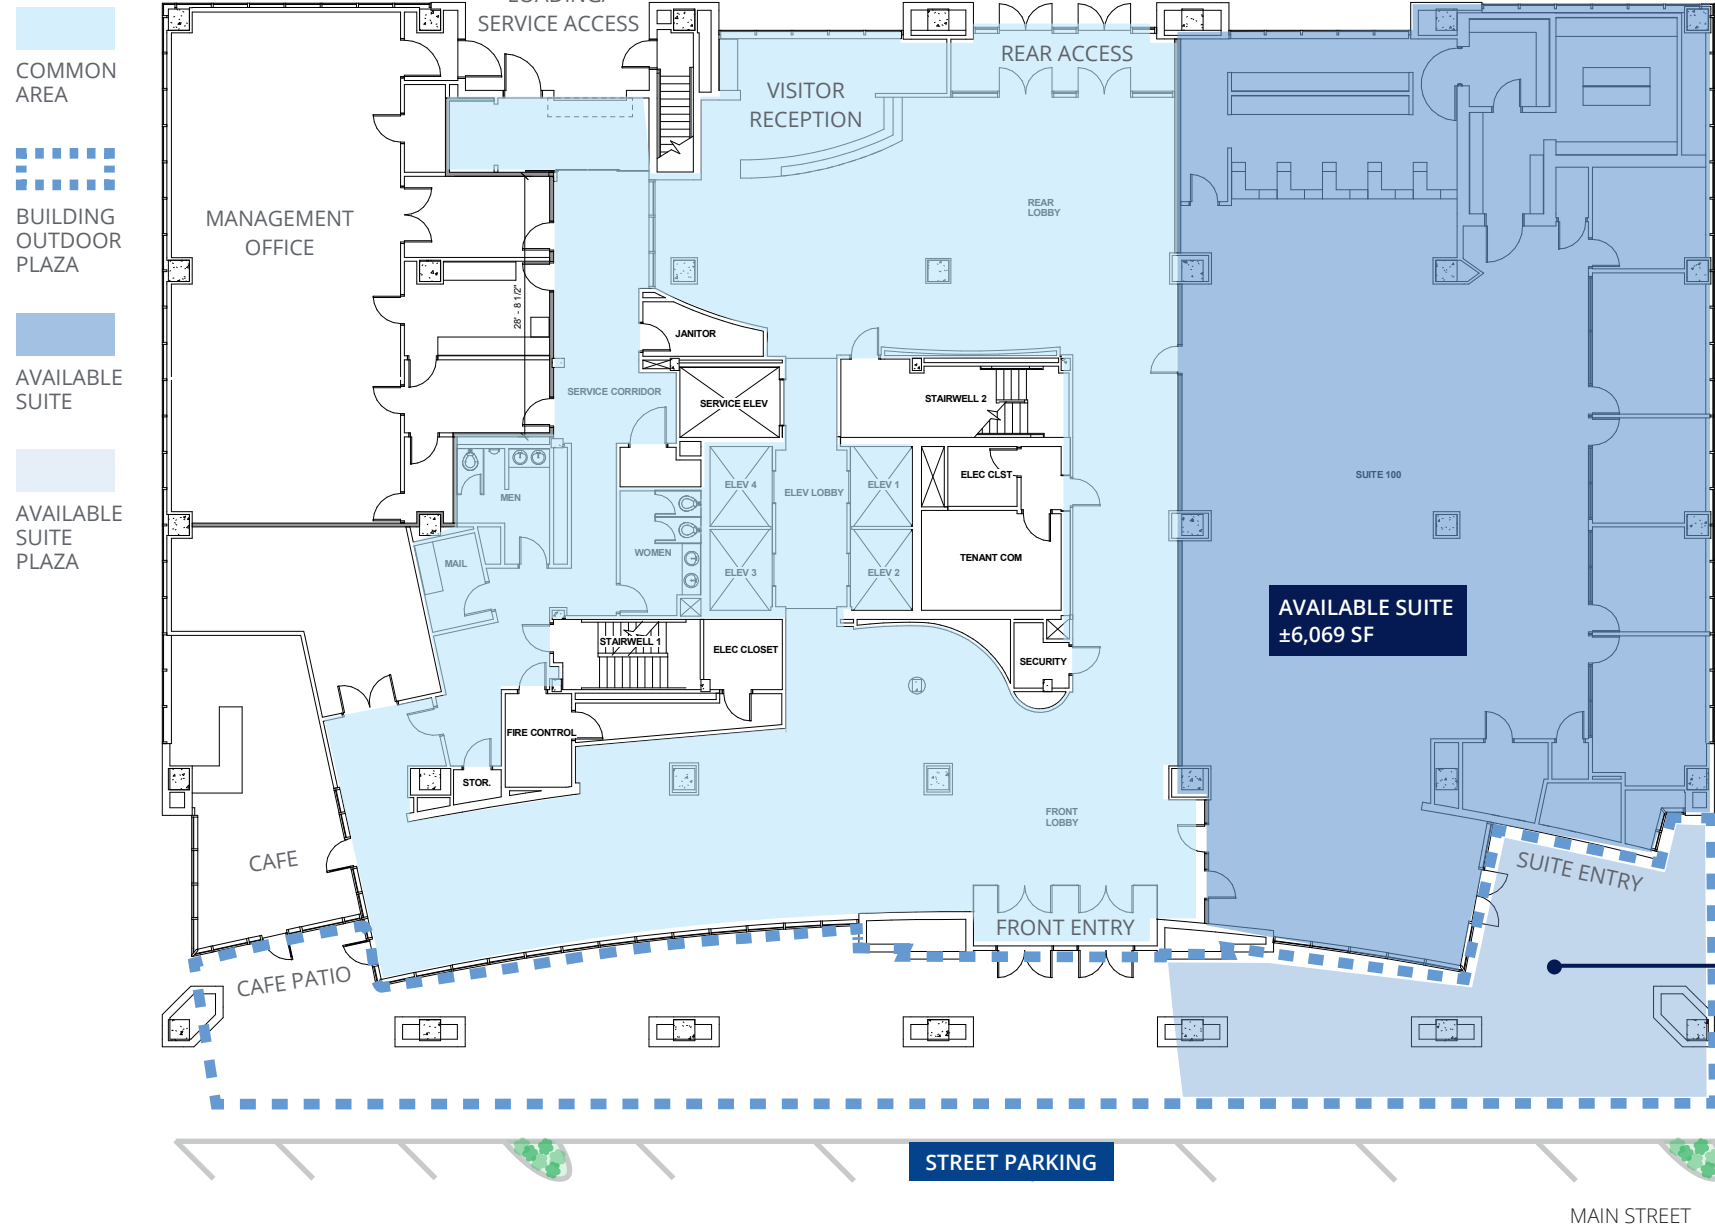 COMMON
AREA
BUILDING
OUTDOOR
PLAZA
AVAILABLE
SUITE
AVAILABLE
SUITE
PLAZA
LOADING/
SERVICE ACCESS
REAR ACCESS
VISITOR
RECEPTION
MANAGEMENT
OFFICE
REAR
LOBBY
28' - 8 1/2"
JANITOR
SERVICE CORRIDOR
SERVICE ELEV
STAIRWELL 2
ELEV 4
ELEV LOBBY
ELEV 1
ELEC CLST
SUITE 100
MEN
WOMEN
MAIL
ELEV 3
ELEV 2
TENANT COM
AVAILABLE SUITE
±6,069 SF
STAIRWELL 1
ELEC CLOSET
SECURITY
FIRE CONTROL
STOR.
FRONT
LOBBY
CAFE
SUITE ENTRY
FRONT ENTRY
CAFE PATIO
STREET PARKING
MAIN STREET